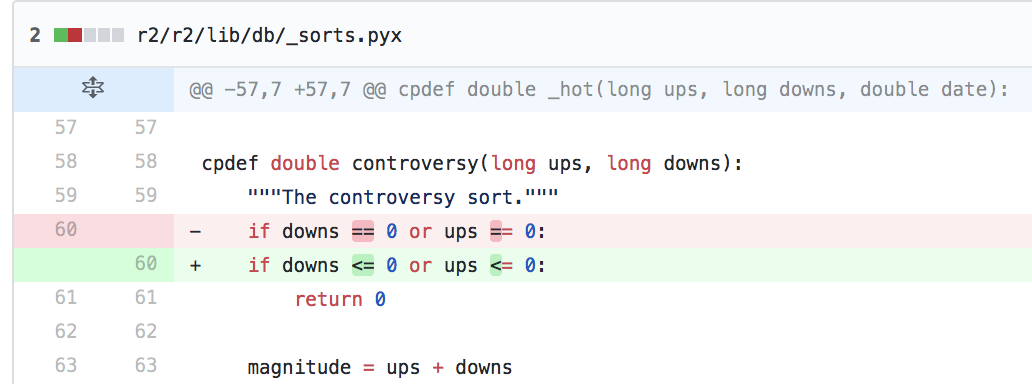 2 r2/r2/lib/db/_sorts.pyx
@@ -57,7 +57,7 @@ cpdef double _hot(long ups, long downs, double date):
57 57
58 58 cpdef double controversy(long ups, long downs):
59 59 """The controversy sort."""
60 - if downs == 0 or ups == 0:
60 + if downs <= 0 or ups <= 0:
61 61 return 0
62 62
63 63 magnitude = ups + downs